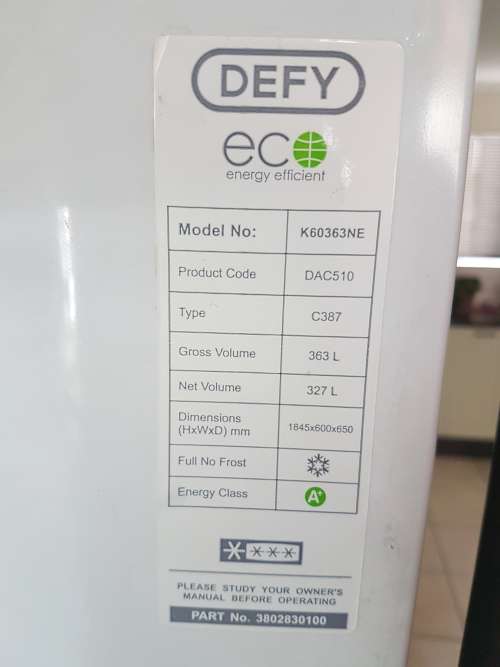 DEFY
eco
energy efficient
Model No: K60363NE
Product Code DAC510
Type C387
Gross Volume 363 L
Net Volume 327 L
Dimensions
(HxWxD) mm 1845x600x650
Full No Frost
Energy Class A+
PLEASE STUDY YOUR OWNER'S
MANUAL BEFORE OPERATING
PART No. 3802830100